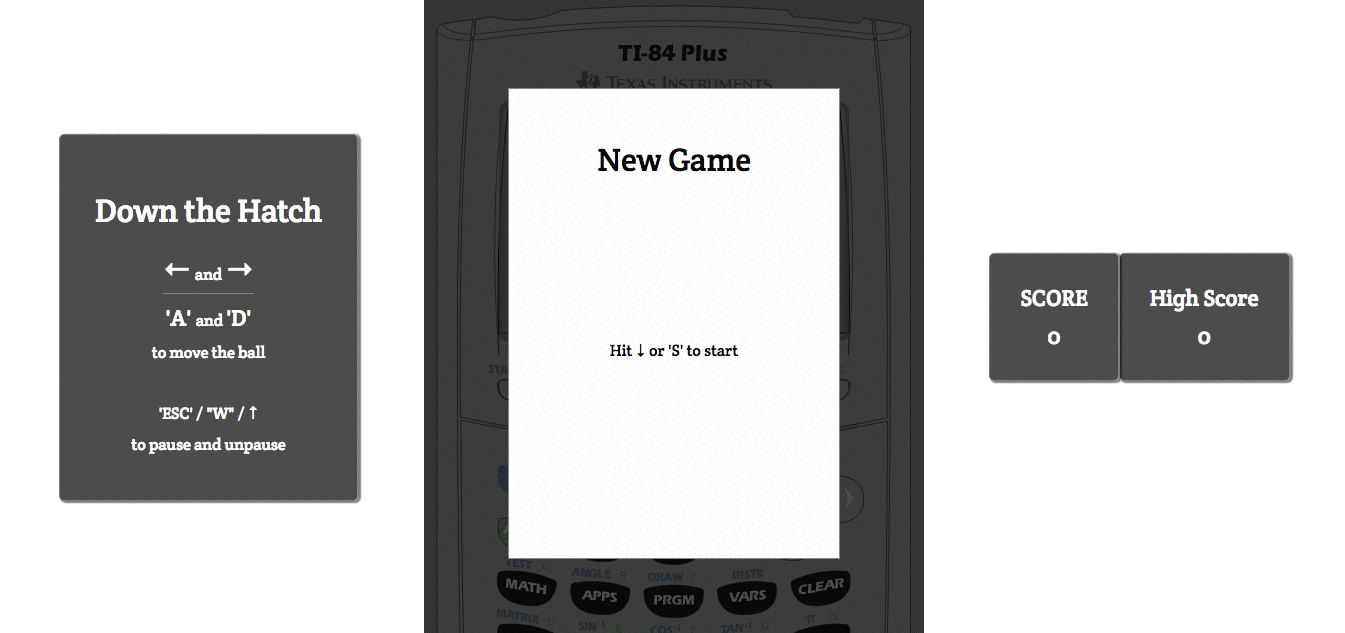 Down the Hatch
← and →
'A' and 'D'
to move the ball
'ESC' / "W" / ↑
to pause and unpause
TI-84 Plus
TEXAS INSTRUMENTS
New Game
Hit ↓ or 'S' to start
TEST A
ANGLE B
DRAW C
DISTR
MATH
APPS
PRGM
VARS
CLEAR
MATRIX D
SIN⁻¹ E
COS⁻¹ F
TAN⁻¹ G
π H
SCORE
0
High Score
0